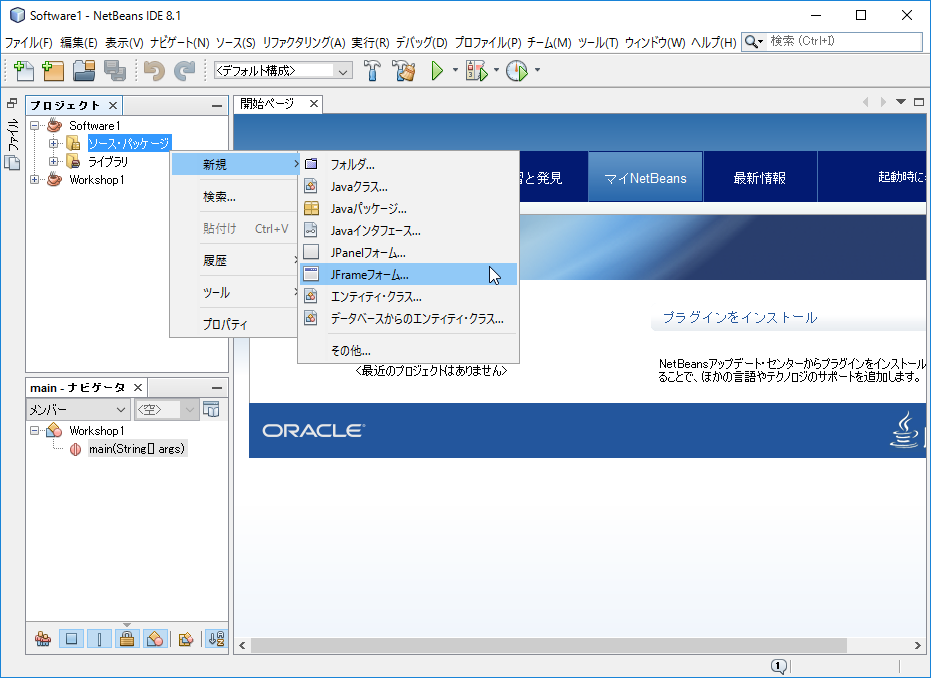 Software1 - NetBeans IDE 8.1
ファイル(F) 編集(E) 表示(V) ナビゲート(N) ソース(S) リファクタリング(A) 実行(R) デバッグ(D) プロファイル(P) チーム(M) ツール(T) ウィンドウ(W) ヘルプ(H) 検索 (Ctrl+I)
<デフォルト構成>
ファイル
プロジェクト
Software1
ソース・パッケージ
ライブラリ
Workshop1
開始ページ
と発見
マイNetBeans
最新情報
起動時に
新規
検索...
貼付け Ctrl+V
履歴
ツール
プロパティ
フォルダ...
Javaクラス...
Javaパッケージ...
Javaインタフェース...
JPanelフォーム...
JFrameフォーム...
エンティティ・クラス...
データベースからのエンティティ・クラス...
その他...
<最近のプロジェクトはありません>
プラグインをインストール
NetBeansアップデート・センターからプラグインをインストール
ることで、ほかの言語やテクノロジのサポートを追加します。
ORACLE
main - ナビゲータ
メンバー
<空>
Workshop1
main(String[] args)
1